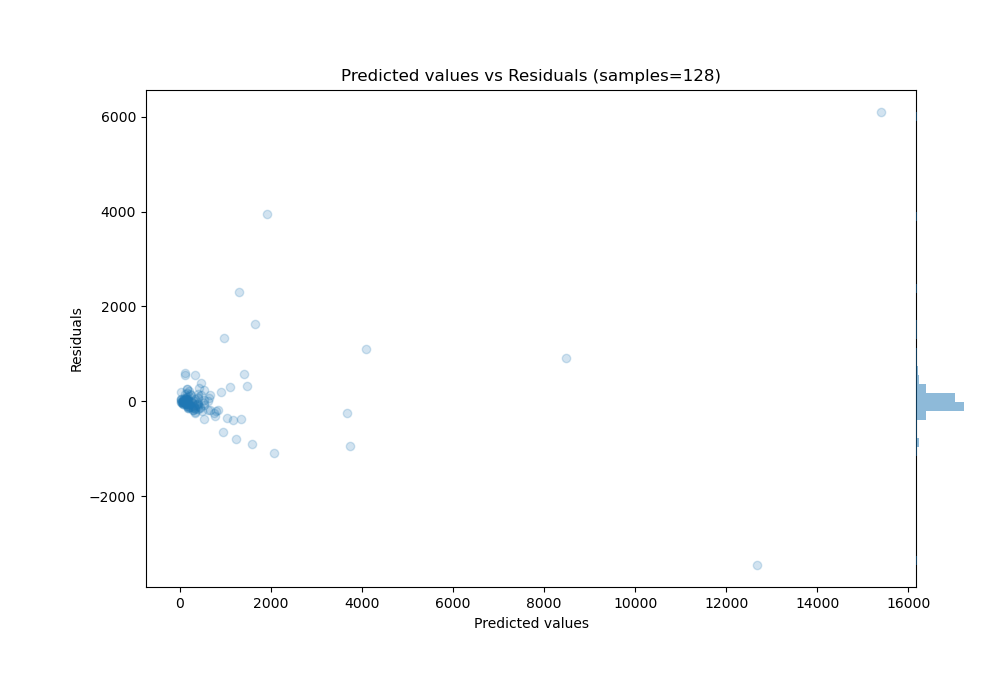 Predicted values vs Residuals (samples=128)
6000
4000
2000
0
−2000
Residuals
0 2000 4000 6000 8000 10000 12000 14000 16000
Predicted values